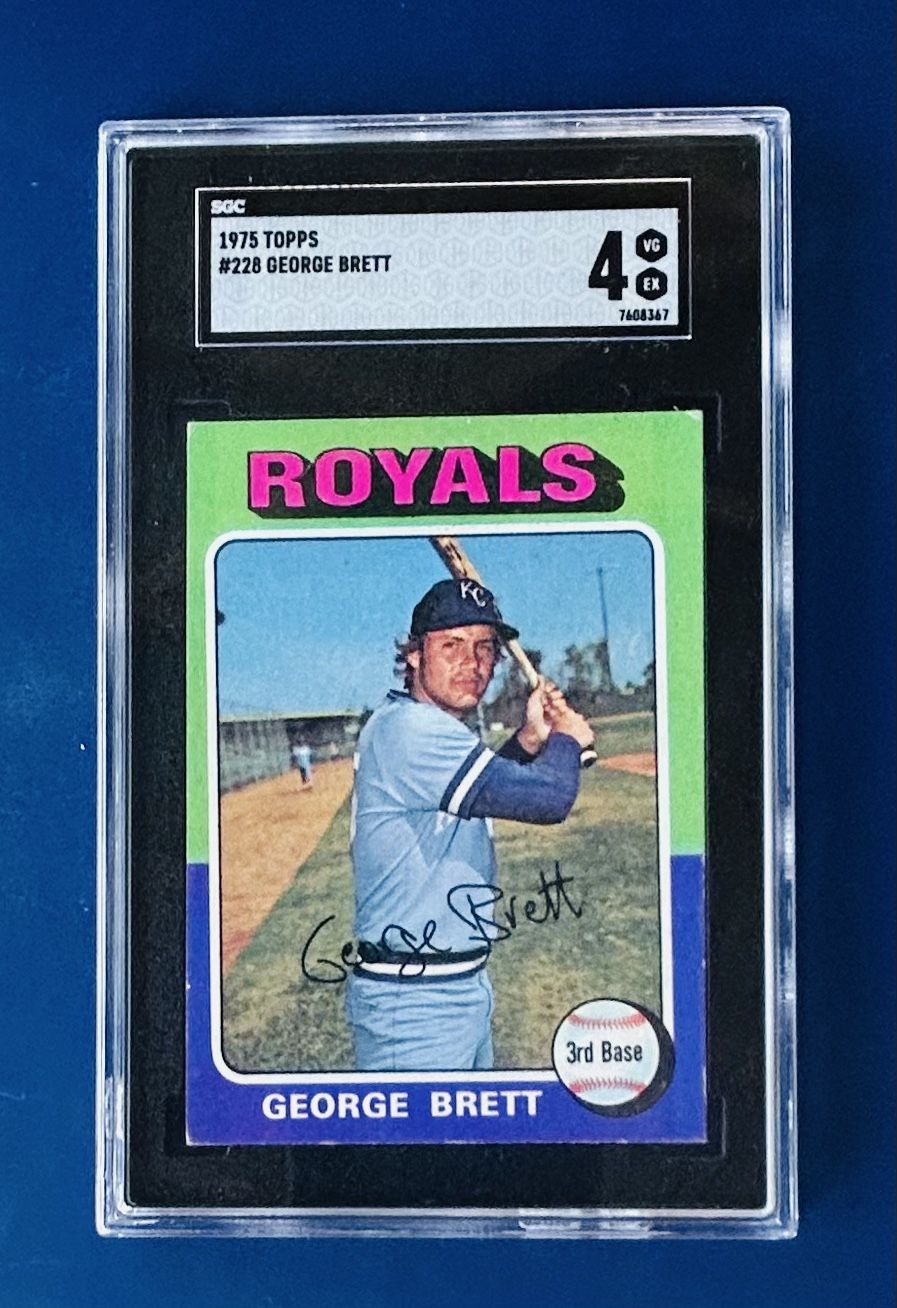 SGC
1975 TOPPS
#228 GEORGE BRETT
4
VG
EX
7608367
ROYALS
KC
George Brett
3rd Base
GEORGE BRETT